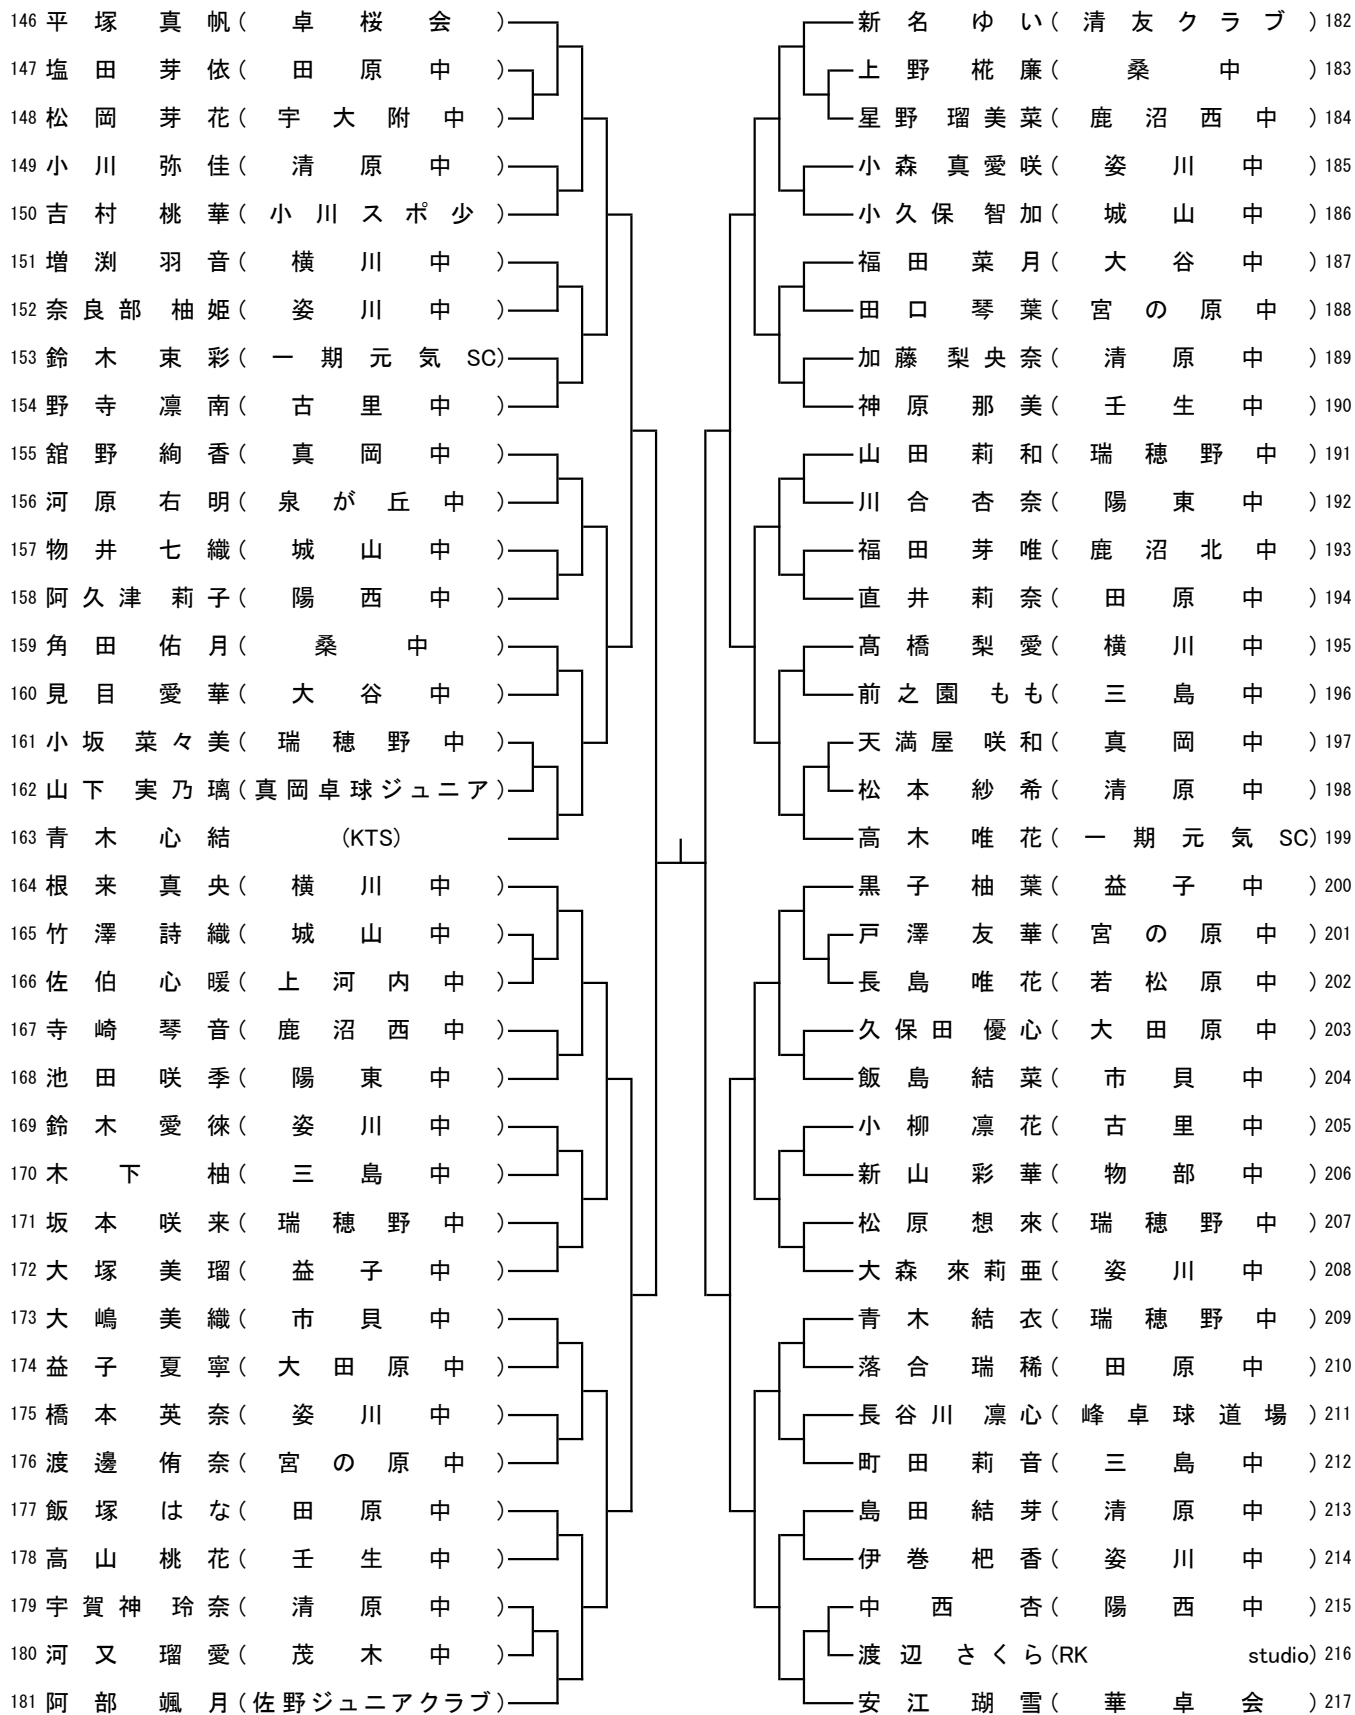 146 平塚 真帆 (卓桜会)
147 塩田 芽依 (田原中)
148 松岡 芽花 (宇大附中)
149 小川 弥佳 (清原中)
150 吉村 桃華 (小川スポ少)
151 増渕 羽音 (横川中)
152 奈良部 柚姫 (姿川中)
153 鈴木 束彩 (一期元気SC)
154 野寺 凛南 (古里中)
155 舘野 絢香 (真岡中)
156 河原 右明 (泉が丘中)
157 物井 七織 (城山中)
158 阿久津 莉子 (陽西中)
159 角田 佑月 (桑中)
160 見目 愛華 (大谷中)
161 小坂 菜々美 (瑞穂野中)
162 山下 実乃璃 (真岡卓球ジュニア)
163 青木 心結 (KTS)
164 根来 真央 (横川中)
165 竹澤 詩織 (城山中)
166 佐伯 心暖 (上河内中)
167 寺崎 琴音 (鹿沼西中)
168 池田 咲季 (陽東中)
169 鈴木 愛徠 (姿川中)
170 木下 柚 (三島中)
171 坂本 咲来 (瑞穂野中)
172 大塚 美瑠 (益子中)
173 大嶋 美織 (市貝中)
174 益子 夏寧 (大田原中)
175 橋本 英奈 (姿川中)
176 渡邊 侑奈 (宮の原中)
177 飯塚 はな (田原中)
178 高山 桃花 (壬生中)
179 宇賀神 玲奈 (清原中)
180 河又 瑠愛 (茂木中)
181 阿部 颯月 (佐野ジュニアクラブ)
新名 ゆい (清友クラブ) 182
上野 椛廉 (桑中) 183
星野 瑠美菜 (鹿沼西中) 184
小森 真愛咲 (姿川中) 185
小久保 智加 (城山中) 186
福田 菜月 (大谷中) 187
田口 琴葉 (宮の原中) 188
加藤 梨央奈 (清原中) 189
神原 那美 (壬生中) 190
山田 莉和 (瑞穂野中) 191
川合 杏奈 (陽東中) 192
福田 芽唯 (鹿沼北中) 193
直井 莉奈 (田原中) 194
髙橋 梨愛 (横川中) 195
前之園 もも (三島中) 196
天満屋 咲和 (真岡中) 197
松本 紗希 (清原中) 198
高木 唯花 (一期元気SC) 199
黒子 柚葉 (益子中) 200
戸澤 友華 (宮の原中) 201
長島 唯花 (若松原中) 202
久保田 優心 (大田原中) 203
飯島 結菜 (市貝中) 204
小柳 凛花 (古里中) 205
新山 彩華 (物部中) 206
松原 想來 (瑞穂野中) 207
大森 來莉亜 (姿川中) 208
青木 結衣 (瑞穂野中) 209
落合 瑞稀 (田原中) 210
長谷川 凛心 (峰卓球道場) 211
町田 莉音 (三島中) 212
島田 結芽 (清原中) 213
伊巻 杷香 (姿川中) 214
中西 杏 (陽西中) 215
渡辺 さくら (RK studio) 216
安江 瑚雪 (華卓会) 217